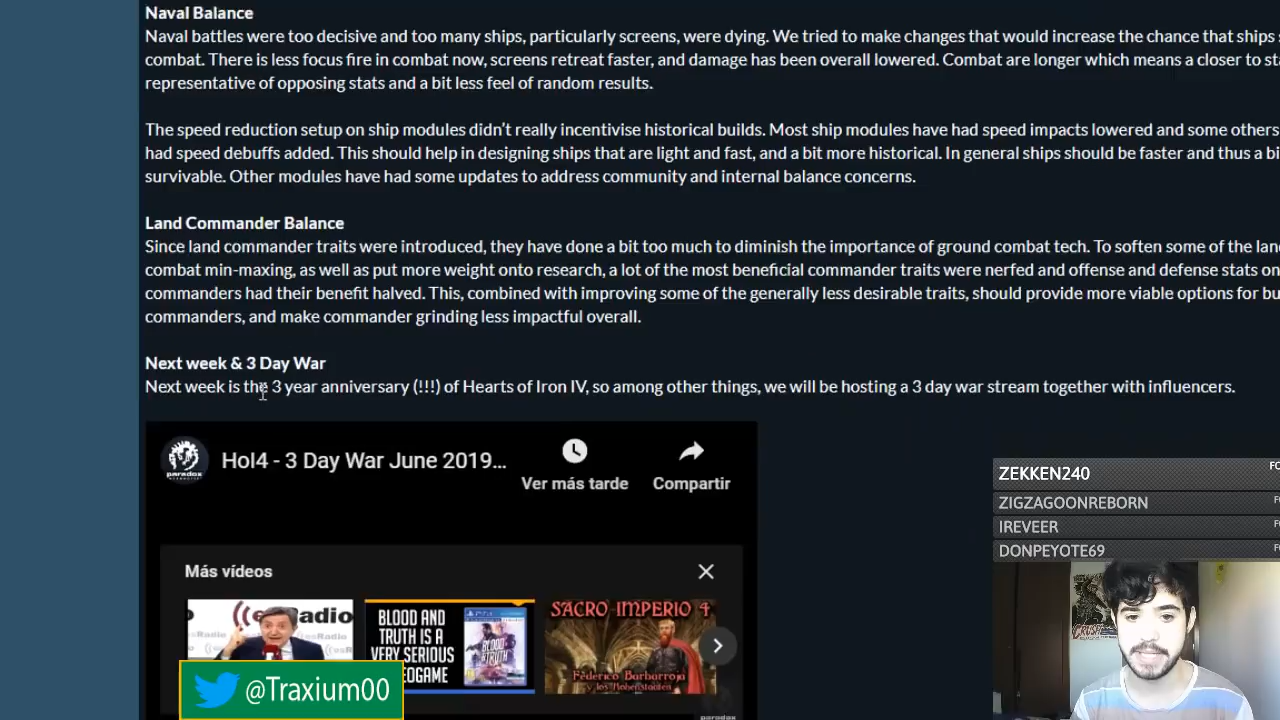 Naval Balance
Naval battles were too decisive and too many ships, particularly screens, were dying. We tried to make changes that would increase the chance that ships
combat. There is less focus fire in combat now, screens retreat faster, and damage has been overall lowered. Combat are longer which means a closer to
representative of opposing stats and a bit less feel of random results.
The speed reduction setup on ship modules didn't really incentivise historical builds. Most ship modules have had speed impacts lowered and some others
had speed debuffs added. This should help in designing ships that are light and fast, and a bit more historical. In general ships should be faster and thus a
survivable. Other modules have had some updates to address community and internal balance concerns.
Land Commander Balance
Since land commander traits were introduced, they have done a bit too much to diminish the importance of ground combat tech. To soften some of the
combat min-maxing, as well as put more weight onto research, a lot of the most beneficial commander traits were nerfed and offense and defense stats on
commanders had their benefit halved. This, combined with improving some of the generally less desirable traits, should provide more viable options for
commanders, and make commander grinding less impactful overall.
Next week & 3 Day War
Next week is the 3 year anniversary (!!!) of Hearts of Iron IV, so among other things, we will be hosting a 3 day war stream together with influencers.
HoI4 - 3 Day War June 2019...
Ver más tarde
Compartir
paradox
ZEKKEN240
ZIGZAGOONREBORN
IREVEER
DONPEYOTE69
Más vídeos
esRadio
BLOOD AND
TRUTH IS A
VERY SERIOUS
EOGAME
BLOOD & TRUTH
SACRO IMPERIO 4
Federico Barbarroja
y los Hohenstaufen
@Traxium00
paradox